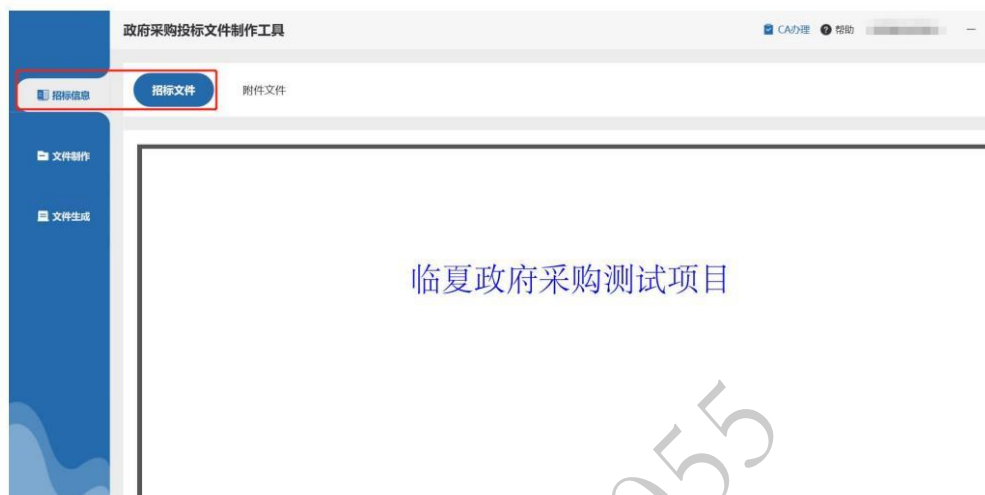 政府采购投标文件制作工具 CA办理 帮助
招标信息 招标文件 附件文件
文件制作
文件生成
临夏政府采购测试项目
955